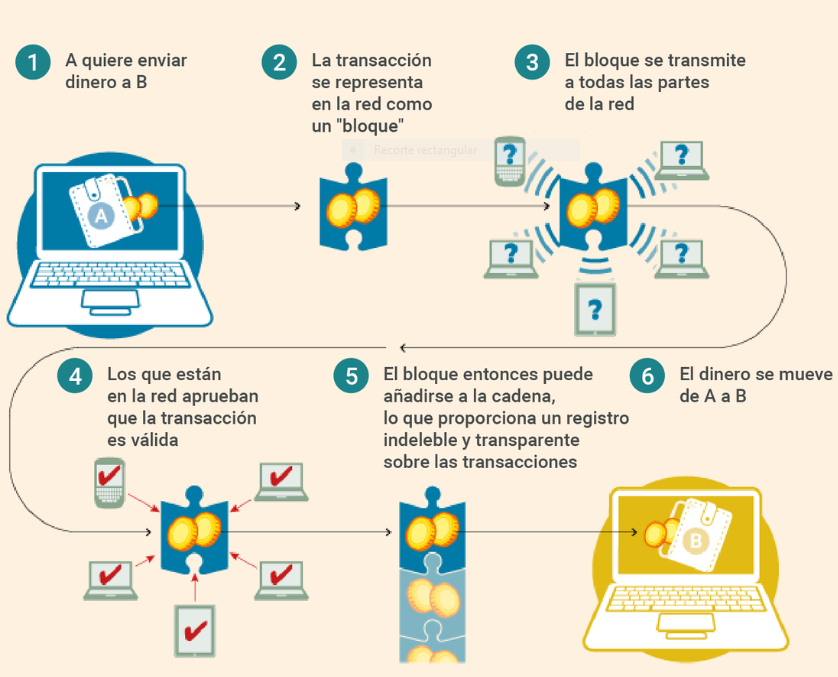 1
A quiere enviar
dinero a B
2
La transacción
se representa
en la red como
un "bloque"
3
El bloque se transmite
a todas las partes
de la red
Recorte rectangular
?
?
A
?
?
?
4
Los que están
en la red aprueban
que la transacción
es válida
5
El bloque entonces puede
añadirse a la cadena,
lo que proporciona un registro
indeleble y transparente
sobre las transacciones
6
El dinero se mueve
de A a B
B